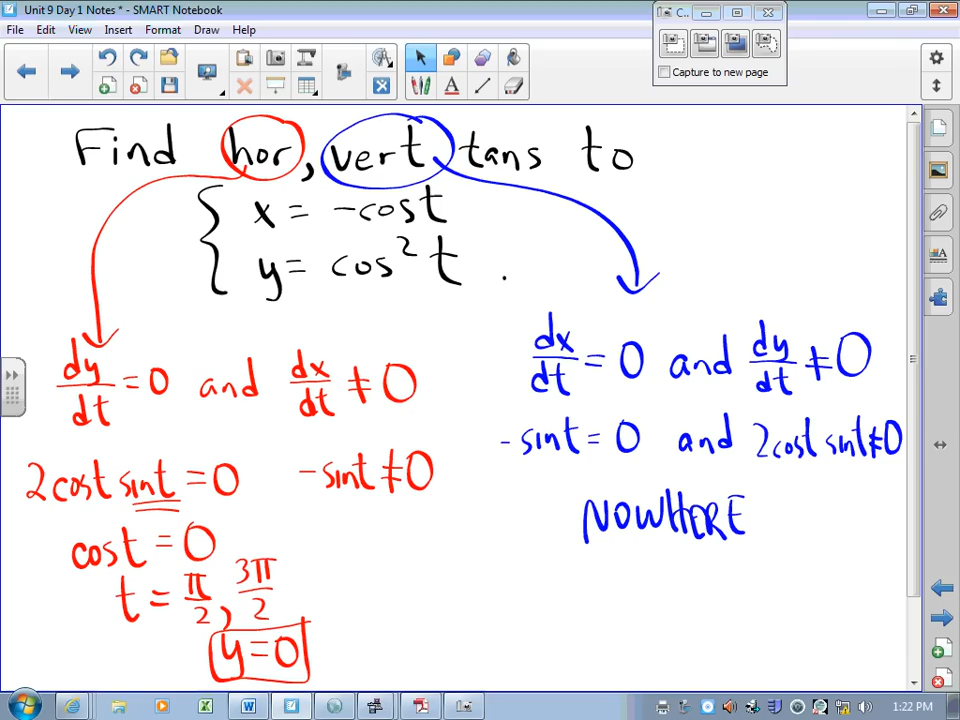 Unit 9 Day 1 Notes * - SMART Notebook
C...
File Edit View Insert Format Tools Draw Help
Capture to new page
Find hor, vert tans to
x = -cost
y = cos² t .
dy/dt = 0 and dx/dt ≠ 0
2cost sint = 0 -sint ≠ 0
cost = 0
t = π/2, 3π/2
y = 0
dx/dt = 0 and dy/dt ≠ 0
-sint = 0 and 2cost sint ≠ 0
NOWHERE
1:22 PM